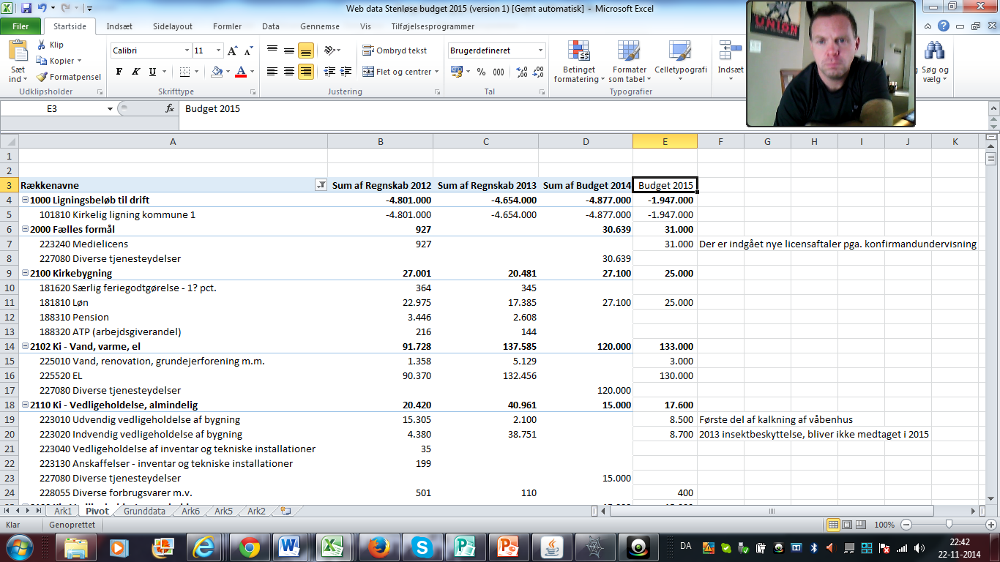 Web data Stenløse budget 2015 (version 1) [Gemt automatisk] - Microsoft Excel
Filer Startside Indsæt Sidelayout Formler Data Gennemse Vis Tilføjelsesprogrammer
Sæt ind
Klip
Kopier
Formatpensel
Udklipsholder
Calibri 11
F K U
Skrifttype
Ombryd tekst
Flet og centrer
Justering
Brugerdefineret
% 000
Tal
Betinget formatering
Formater som tabel
Celletypografi
Typografier
Indsæt
Søg og vælg
UNION
E3 fx Budget 2015
A B C D E F G H I J K
1
2
3 Rækkenavne Sum af Regnskab 2012 Sum af Regnskab 2013 Sum af Budget 2014 Budget 2015
4 1000 Ligningsbeløb til drift -4.801.000 -4.654.000 -4.877.000 -1.947.000
5 101810 Kirkelig ligning kommune 1 -4.801.000 -4.654.000 -4.877.000 -1.947.000
6 2000 Fælles formål 927 30.639 31.000
7 223240 Medielicens 927 31.000 Der er indgået nye licensaftaler pga. konfirmandundervisning
8 227080 Diverse tjenesteydelser 30.639
9 2100 Kirkebygning 27.001 20.481 27.100 25.000
10 181620 Særlig feriegodtgørelse - 1? pct. 364 345
11 181810 Løn 22.975 17.385 27.100 25.000
12 188310 Pension 3.446 2.608
13 188320 ATP (arbejdsgiverandel) 216 144
14 2102 Ki - Vand, varme, el 91.728 137.585 120.000 133.000
15 225010 Vand, renovation, grundejerforening m.m. 1.358 5.129 3.000
16 225520 EL 90.370 132.456 130.000
17 227080 Diverse tjenesteydelser 120.000
18 2110 Ki - Vedligeholdelse, almindelig 20.420 40.961 15.000 17.600
19 223010 Udvendig vedligeholdelse af bygning 15.305 2.100 8.500 Første del af kalkning af våbenhus
20 223020 Indvendig vedligeholdelse af bygning 4.380 38.751 8.700 2013 insektbeskyttelse, bliver ikke medtaget i 2015
21 223040 Vedligeholdelse af inventar og tekniske installationer 35
22 223130 Anskaffelser - inventar og tekniske installationer 199
23 227080 Diverse tjenesteydelser 15.000
24 228055 Diverse forbrugsvarer m.v. 501 110 400
Ark1 Pivot Grunddata Ark6 Ark5 Ark2
Klar Genoprettet 100%
DA
22:42
22-11-2014